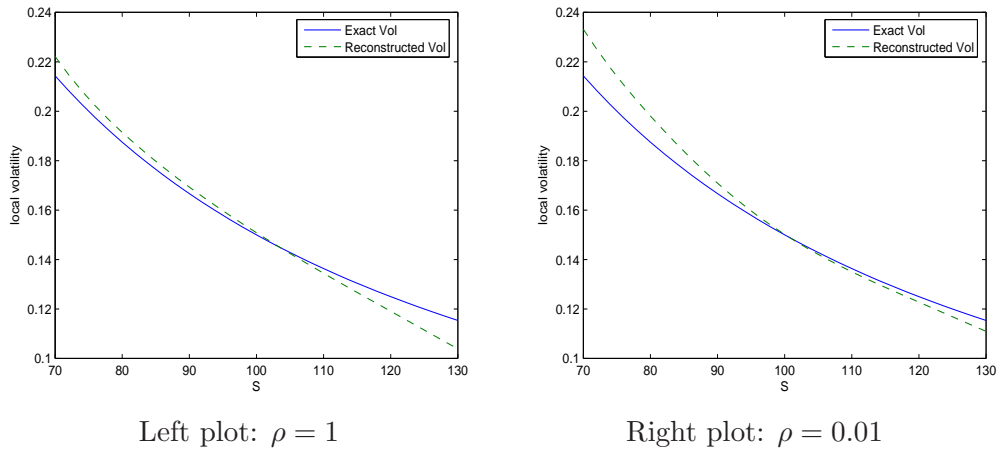 0.24
0.22
0.2
0.18
0.16
0.14
0.12
0.1
70 80 90 100 110 120 130
S
local volatility
Exact Vol
Reconstructed Vol
0.24
0.22
0.2
0.18
0.16
0.14
0.12
0.1
70 80 90 100 110 120 130
S
local volatility
Exact Vol
Reconstructed Vol
Left plot: ρ = 1
Right plot: ρ = 0.01